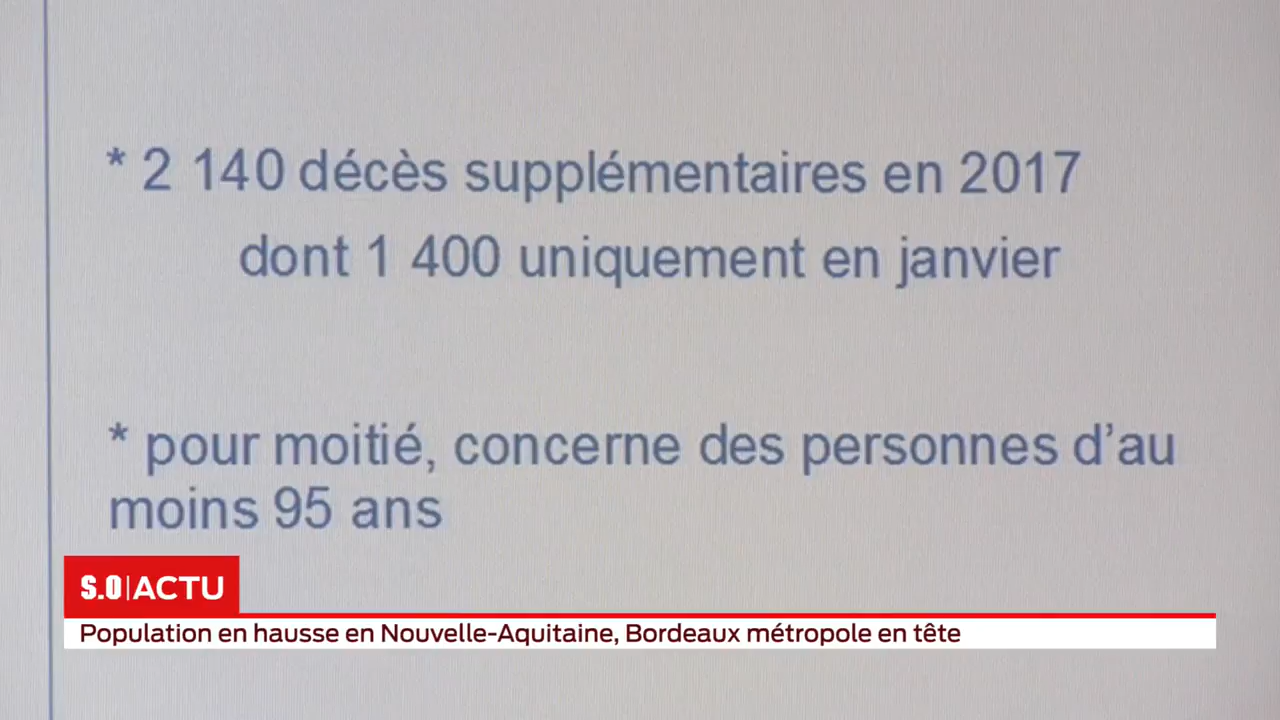 * 2 140 décès supplémentaires en 2017
dont 1 400 uniquement en janvier
* pour moitié, concerne des personnes d’au
moins 95 ans
S.O|ACTU
Population en hausse en Nouvelle-Aquitaine, Bordeaux métropole en tête